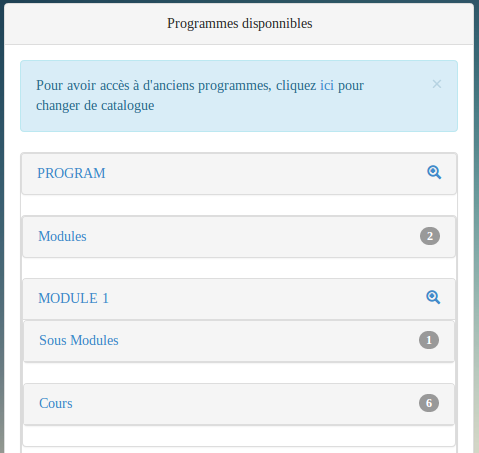 Programmes disponnibles
Pour avoir accès à d'anciens programmes, cliquez ici pour
changer de catalogue
×
PROGRAM
Modules 2
MODULE 1
Sous Modules 1
Cours 6